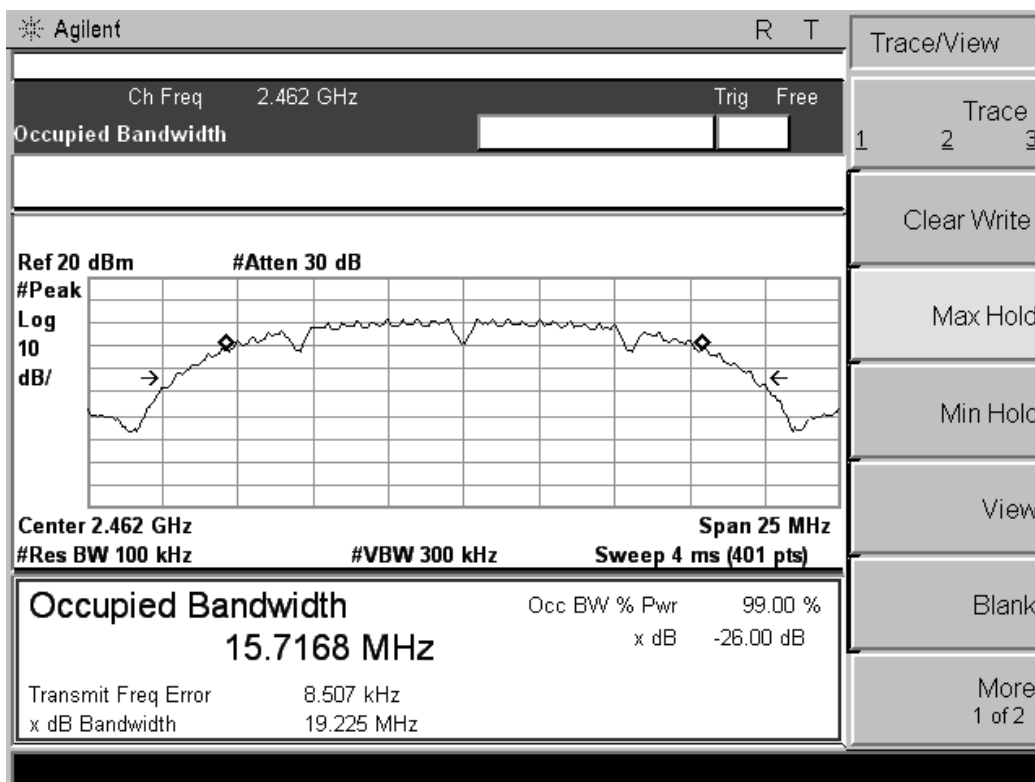 Agilent R T
Ch Freq 2.462 GHz Trig Free
Occupied Bandwidth
Ref 20 dBm #Atten 30 dB
#Peak
Log
10
dB/
Center 2.462 GHz Span 25 MHz
#Res BW 100 kHz #VBW 300 kHz Sweep 4 ms (401 pts)
Occupied Bandwidth
15.7168 MHz
Occ BW % Pwr 99.00 %
x dB -26.00 dB
Transmit Freq Error 8.507 kHz
x dB Bandwidth 19.225 MHz
Trace/View
Trace
1 2 3
Clear Write
Max Hold
Min Hold
View
Blank
More
1 of 2